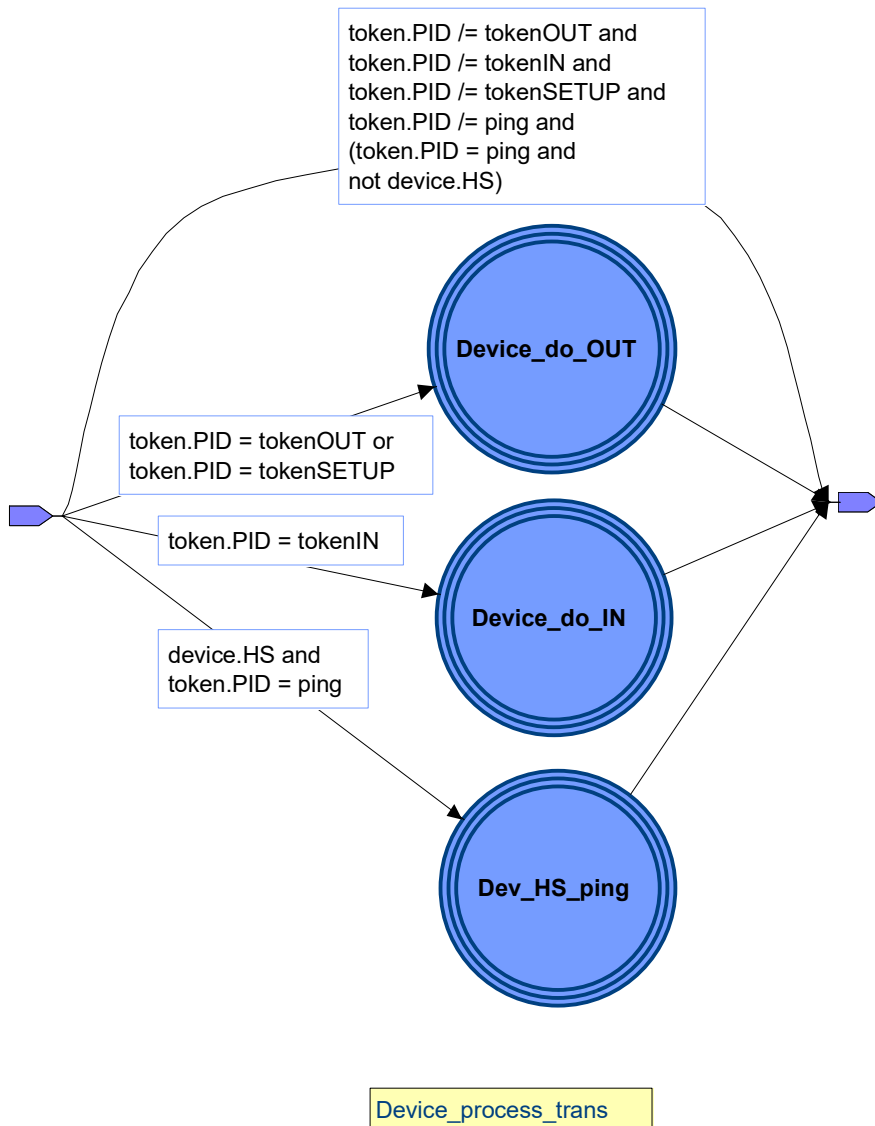 token.PID /= tokenOUT and
token.PID /= tokenIN and
token.PID /= tokenSETUP and
token.PID /= ping and
(token.PID = ping and
not device.HS)
Device_do_OUT
token.PID = tokenOUT or
token.PID = tokenSETUP
token.PID = tokenIN
Device_do_IN
device.HS and
token.PID = ping
Dev_HS_ping
Device_process_trans